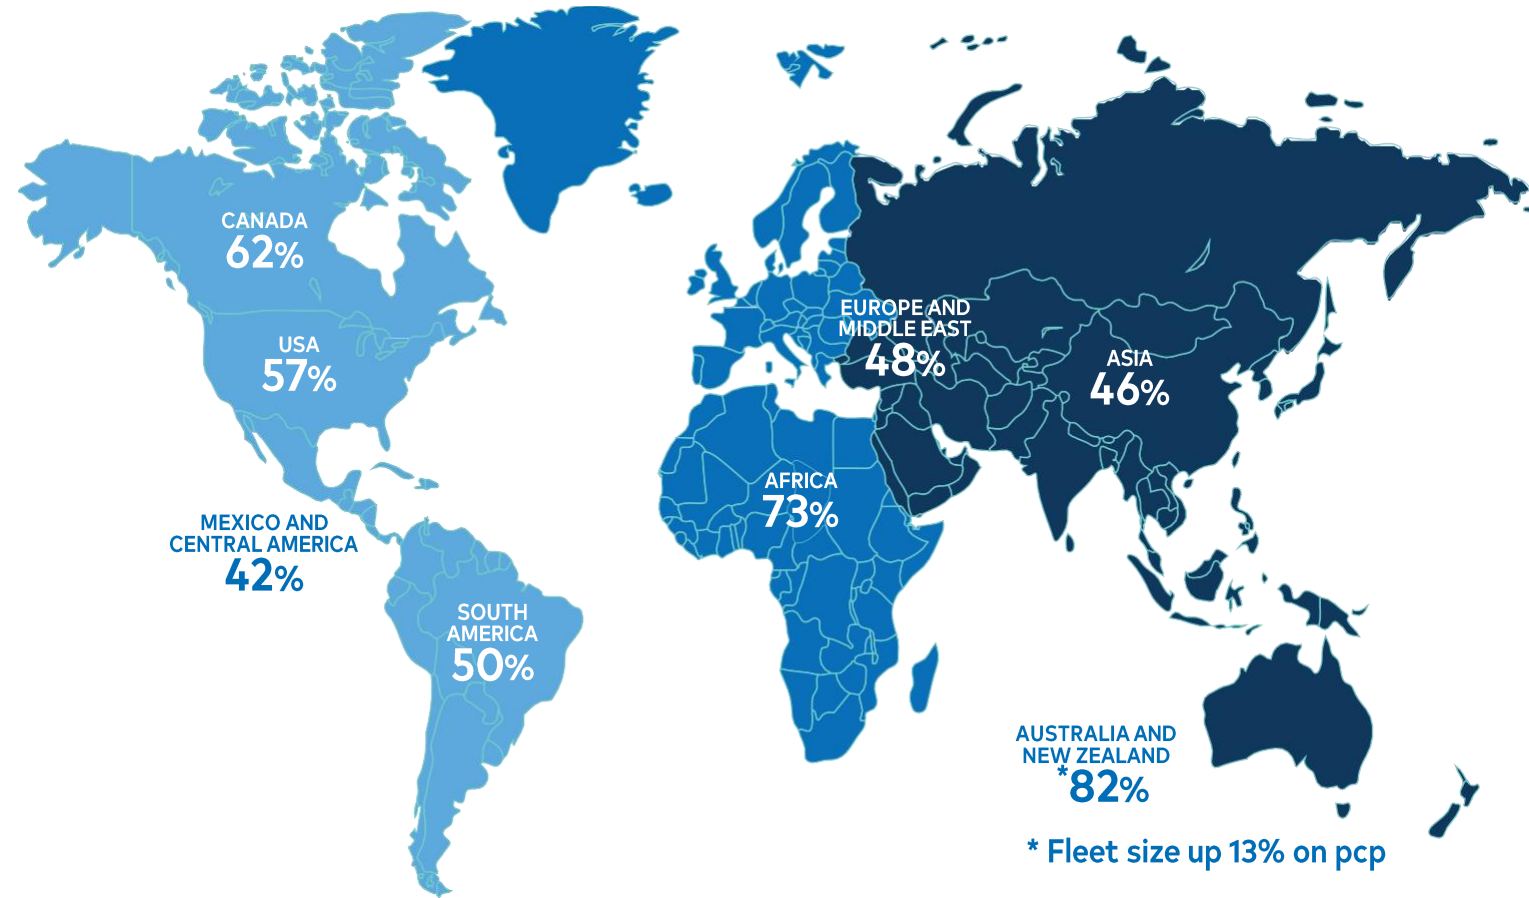 CANADA
62%
USA
57%
MEXICO AND
CENTRAL AMERICA
42%
SOUTH
AMERICA
50%
EUROPE AND
MIDDLE EAST
48%
AFRICA
73%
ASIA
46%
AUSTRALIA AND
NEW ZEALAND
*82%
* Fleet size up 13% on pcp